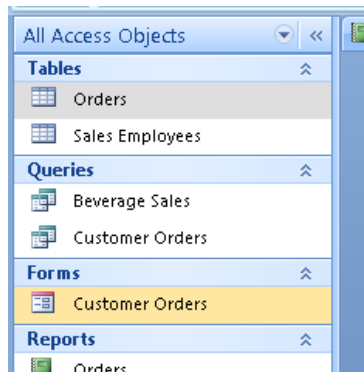 All Access Objects
Tables
Orders
Sales Employees
Queries
Beverage Sales
Customer Orders
Forms
Customer Orders
Reports
Orders